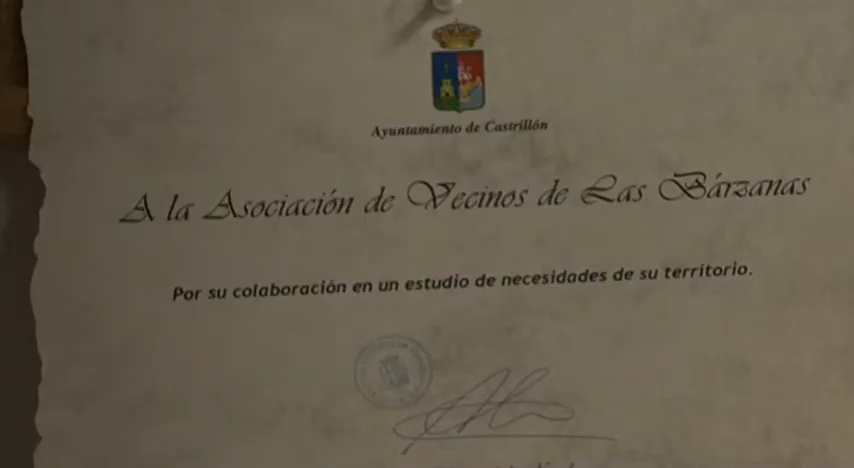 Ayuntamiento de Castrillón
A la Asociación de Vecinos de Las Bárzanas
Por su colaboración en un estudio de necesidades de su territorio.